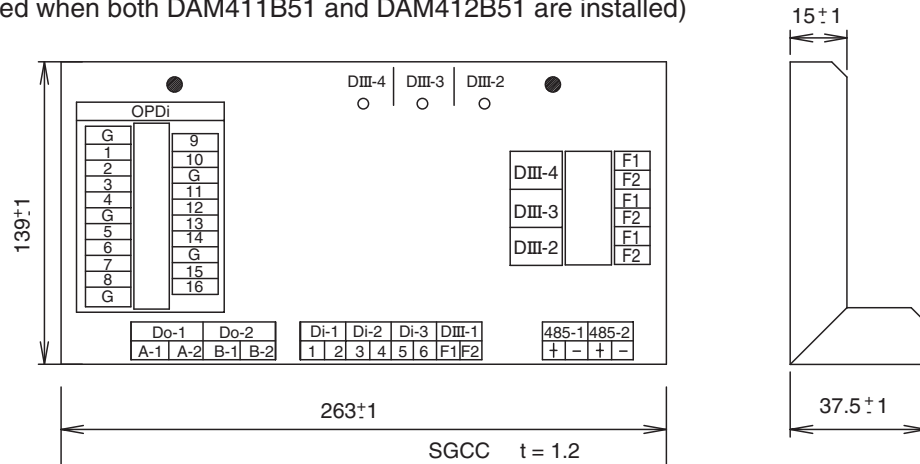 ed when both DAM411B51 and DAM412B51 are installed)
15±1
DⅢ-4 DⅢ-3 DⅢ-2
OPDi
G
1
2
3
4
G
5
6
7
8
G
9
10
G
11
12
13
14
G
15
16
DⅢ-4
DⅢ-3
DⅢ-2
F1
F2
F1
F2
F1
F2
139±1
Do-1 Do-2
A-1 A-2 B-1 B-2
Di-1 Di-2 Di-3 DⅢ-1
1 2 3 4 5 6 F1 F2
485-1 485-2
+ − + −
263±1
37.5±1
SGCC t = 1.2